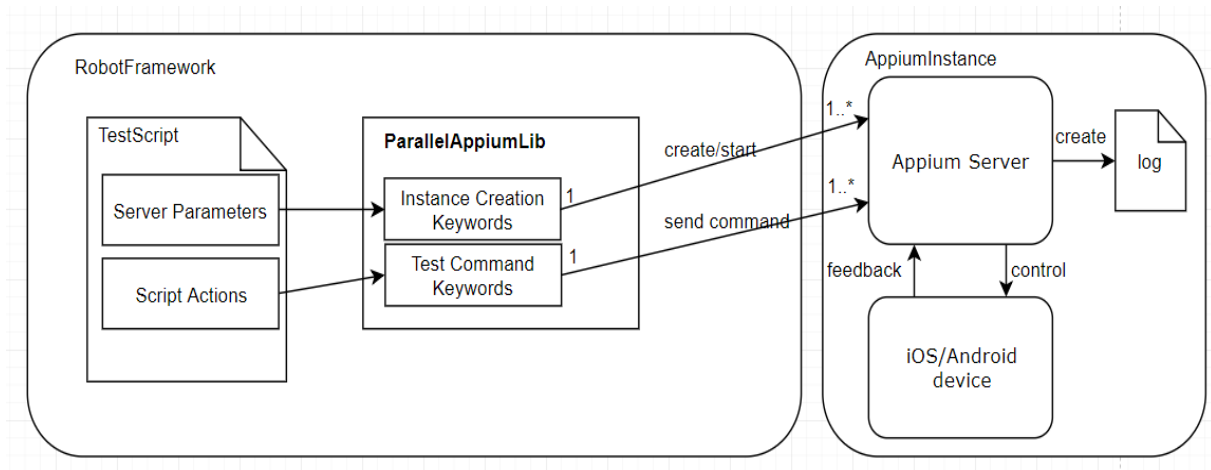 RobotFramework
TestScript
Server Parameters
Script Actions
ParallelAppiumLib
Instance Creation
Keywords
Test Command
Keywords
1
create/start
1..*
1
send command
1..*
AppiumInstance
Appium Server
create
log
feedback
control
iOS/Android
device